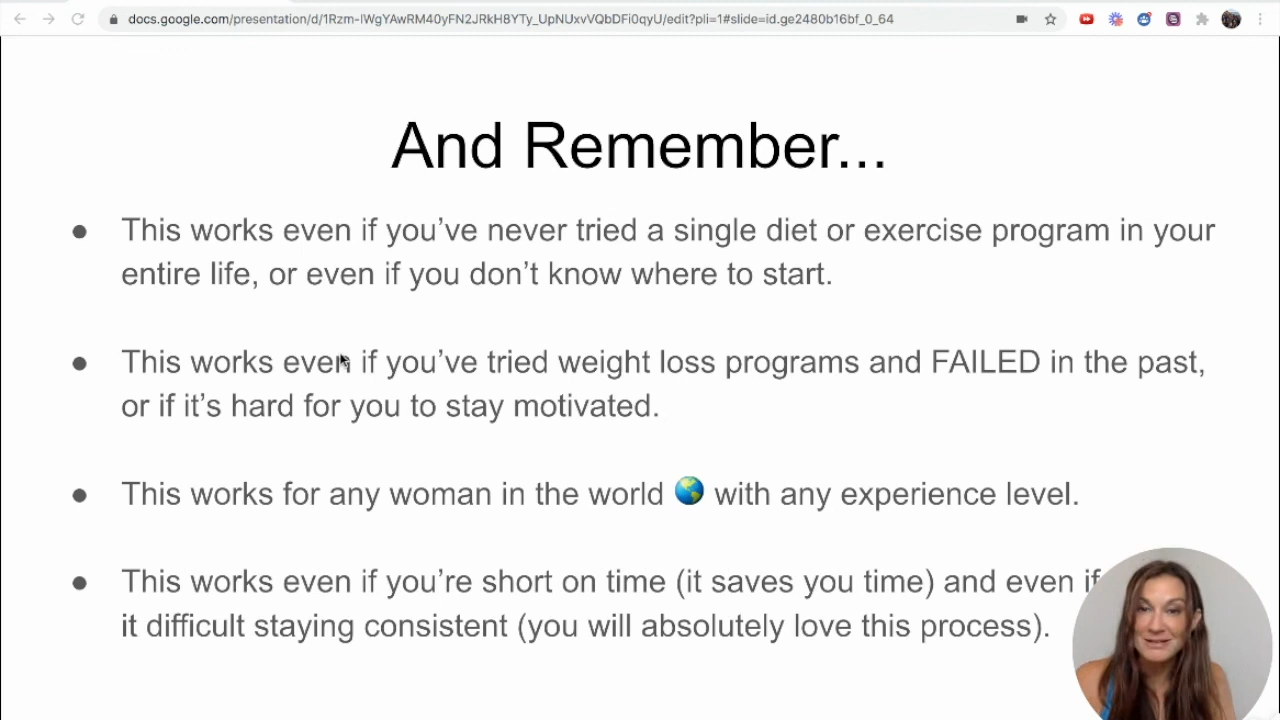 docs.google.com/presentation/d/1Rzm-IWgYAwRM40yFN2JRkH8YTy_UpNUxvVQbDFi0qyU/edit?pli=1#slide=id.ge2480b16bf_0_64
And Remember...
● This works even if you’ve never tried a single diet or exercise program in your
entire life, or even if you don’t know where to start.
● This works even if you’ve tried weight loss programs and FAILED in the past,
or if it’s hard for you to stay motivated.
● This works for any woman in the world 🌎 with any experience level.
● This works even if you’re short on time (it saves you time) and even if
it difficult staying consistent (you will absolutely love this process).